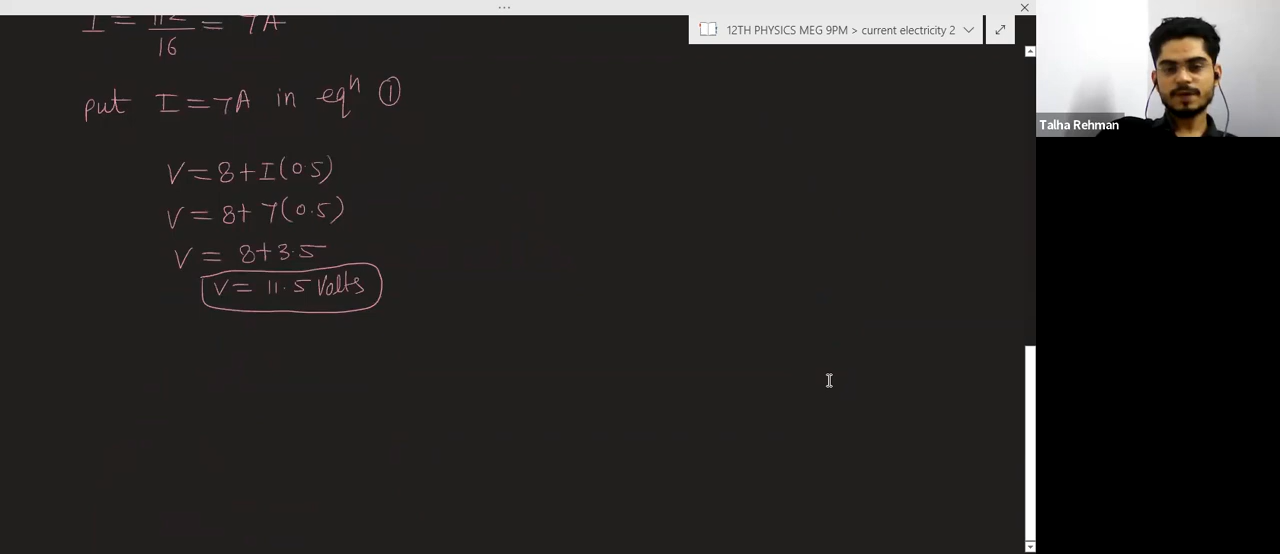 I = 112/16 = 7A
12TH PHYSICS MEG 9PM > current electricity 2
Talha Rehman
put I = 7A in eqn ①
V = 8 + I(0.5)
V = 8 + 7(0.5)
V = 8 + 3.5
V = 11.5 Volts